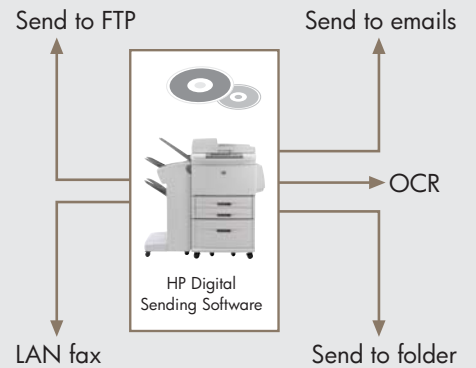 Send to FTP
Send to emails
OCR
HP Digital
Sending Software
LAN fax
Send to folder